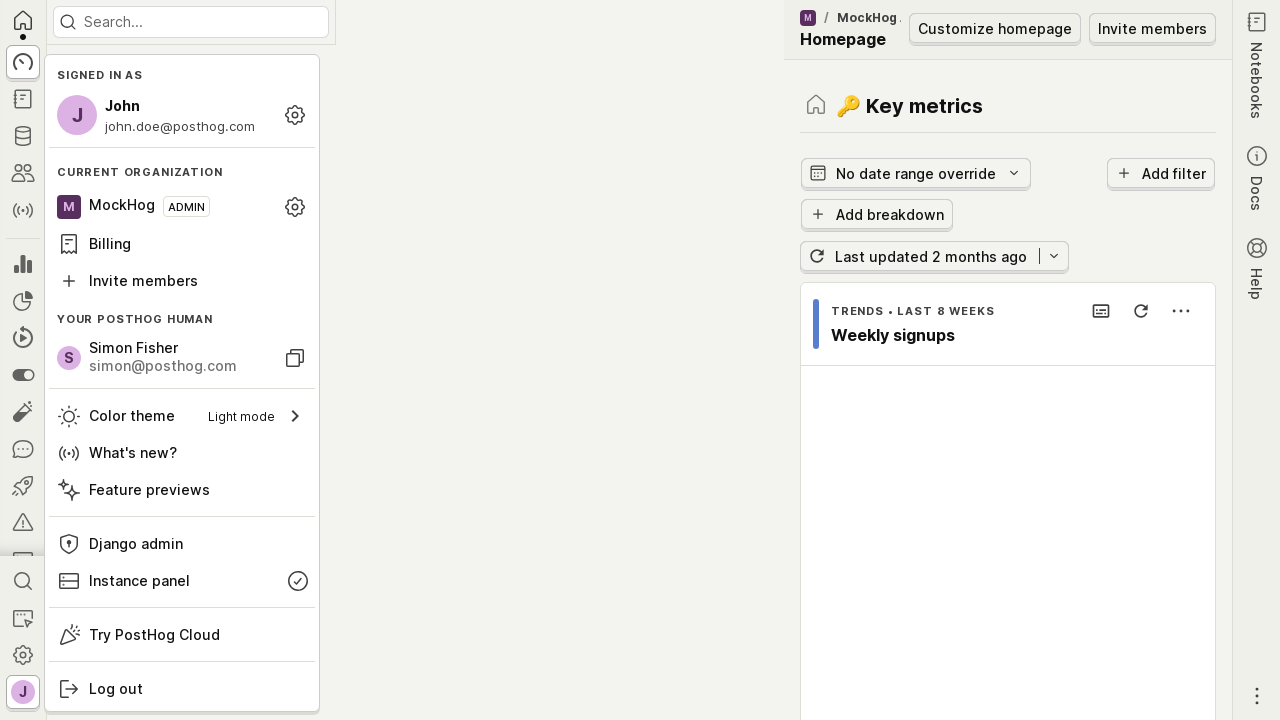 Search...
SIGNED IN AS
J
John
john.doe@posthog.com
CURRENT ORGANIZATION
M
MockHog
ADMIN
Billing
Invite members
YOUR POSTHOG HUMAN
S
Simon Fisher
simon@posthog.com
Color theme
Light mode
What's new?
Feature previews
Django admin
Instance panel
Try PostHog Cloud
Log out
J
M / MockHog
Homepage
Customize homepage
Invite members
🔑 Key metrics
No date range override
Add filter
Add breakdown
Last updated 2 months ago
TRENDS • LAST 8 WEEKS
Weekly signups
Notebooks
Docs
Help